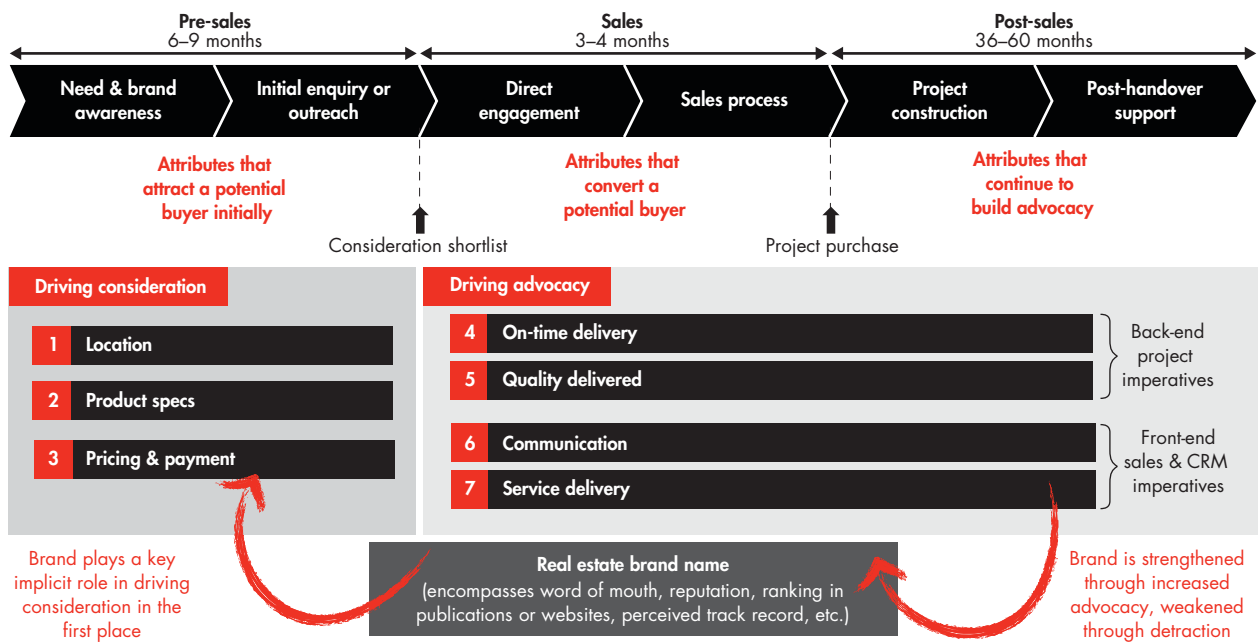 Pre-sales
6–9 months
Sales
3–4 months
Post-sales
36–60 months
Need & brand
awareness
Initial enquiry or
outreach
Direct
engagement
Sales process
Project
construction
Post-handover
support
Attributes that
attract a potential
buyer initially
Attributes that
convert a
potential buyer
Attributes that
continue to
build advocacy
Consideration shortlist
Project purchase
Driving consideration
1 Location
2 Product specs
3 Pricing & payment
Driving advocacy
4 On-time delivery
5 Quality delivered
Back-end
project
imperatives
6 Communication
7 Service delivery
Front-end
sales & CRM
imperatives
Brand plays a key
implicit role in driving
consideration in the
first place
Real estate brand name
(encompasses word of mouth, reputation, ranking in
publications or websites, perceived track record, etc.)
Brand is strengthened
through increased
advocacy, weakened
through detraction